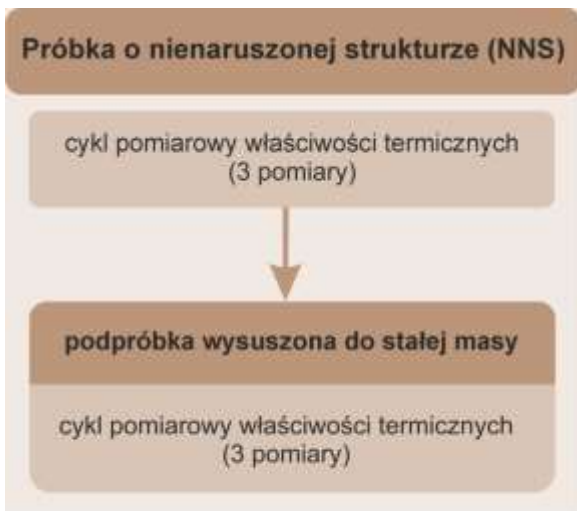 Próbka o nienaruszonej strukturze (NNS)
cykl pomiarowy właściwości termicznych
(3 pomiary)
podpróbka wysuszona do stałej masy
cykl pomiarowy właściwości termicznych
(3 pomiary)